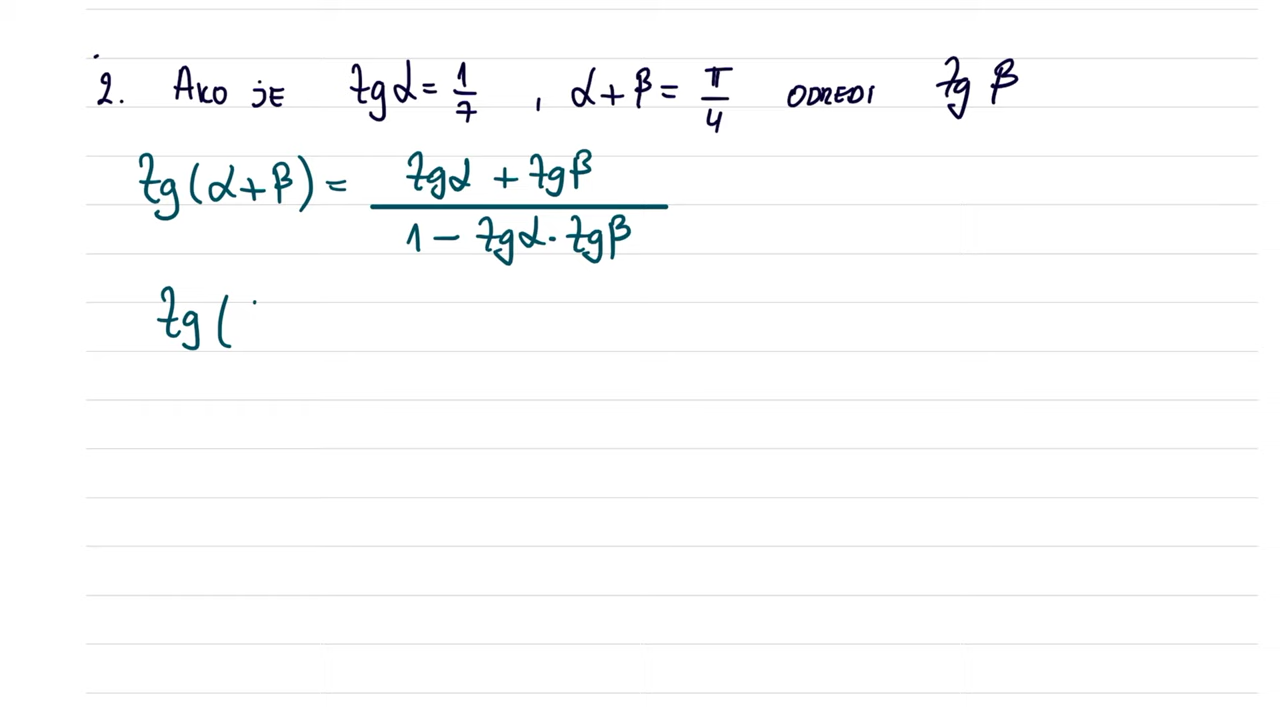 2. AKO JE tg α = 1/7 , α + β = π/4 ODREDI tg β
tg(α+β) = (tg α + tg β) / (1 - tg α · tg β)
tg (